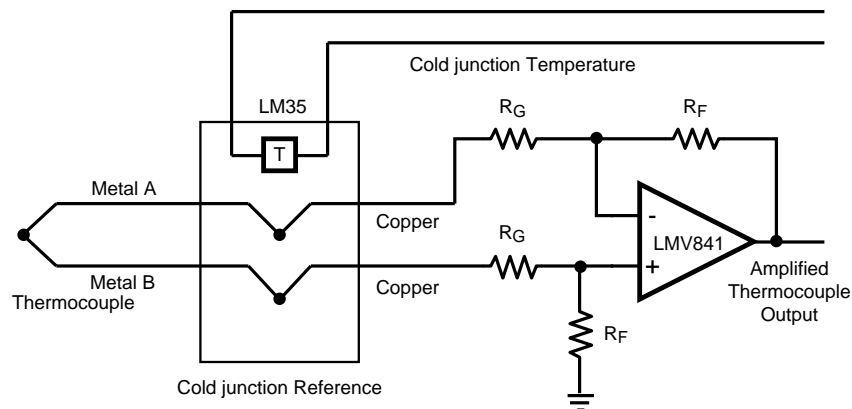 Cold junction Temperature
LM35
RG
RF
T
Metal A
Copper
-
LMV841
RG
+
Metal B
Thermocouple
Copper
Amplified
Thermocouple
Output
RF
Cold junction Reference